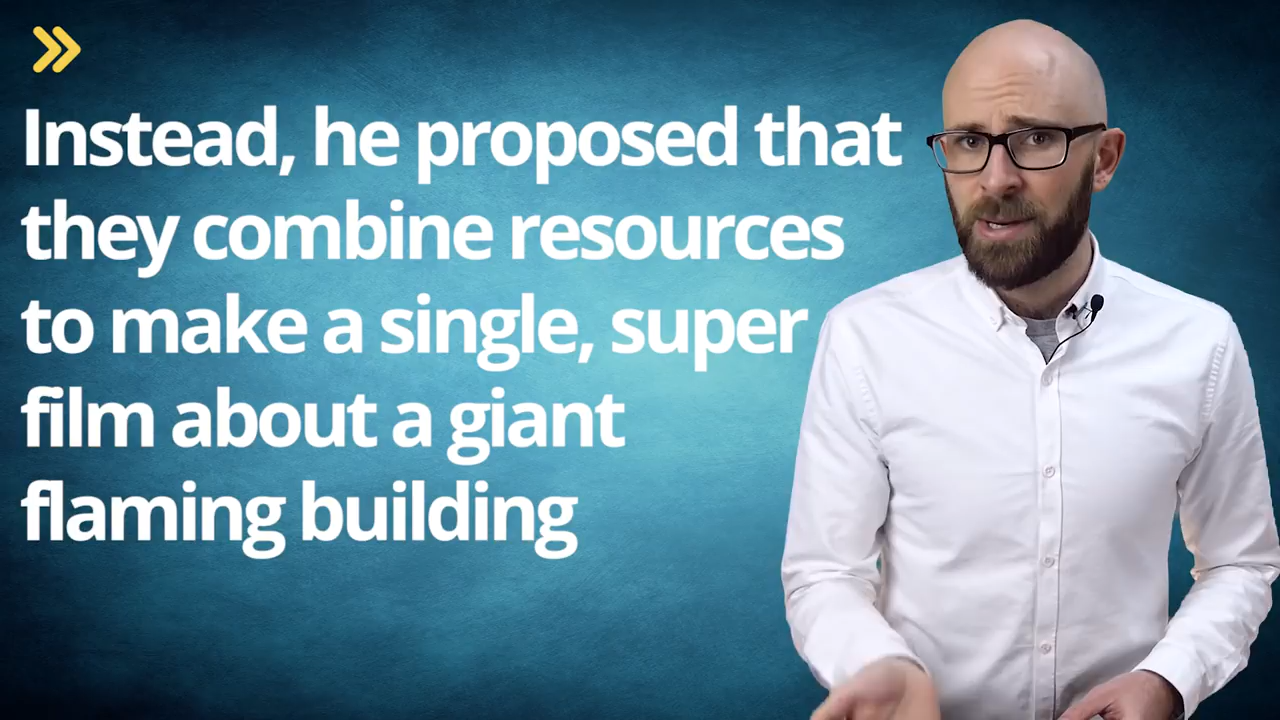 Instead, he proposed that
they combine resources
to make a single, super
film about a giant
flaming building